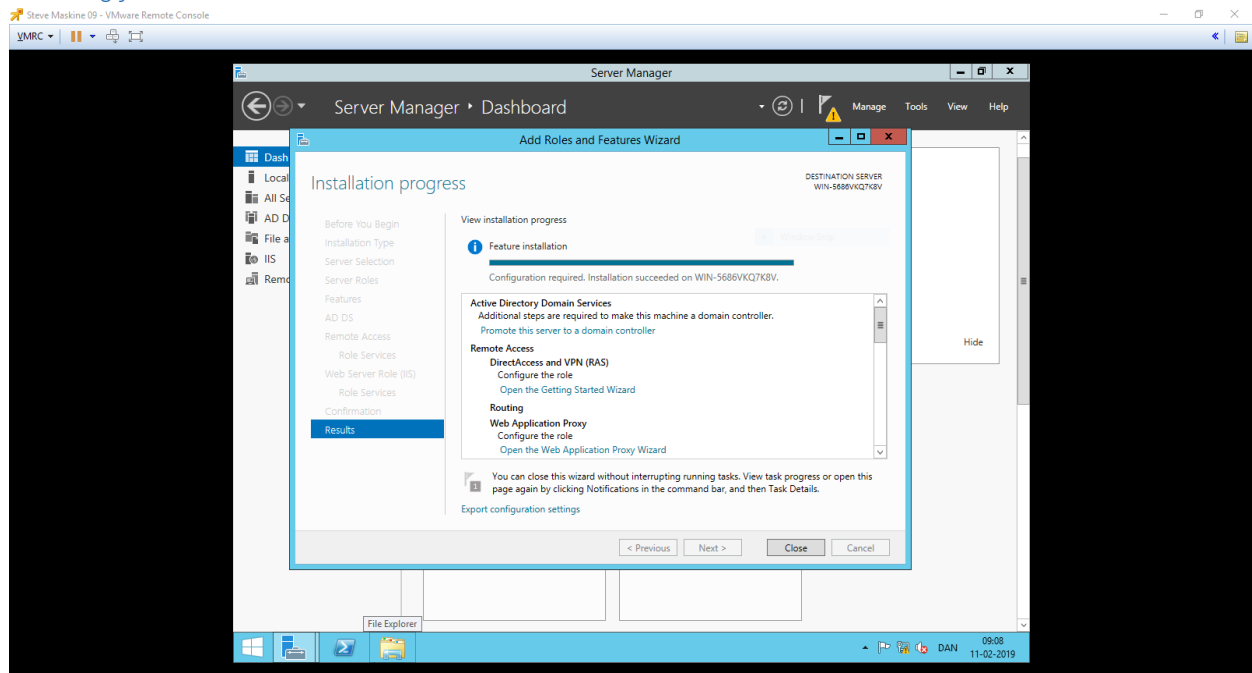 Steve Maskine 09 - VMware Remote Console
VMRC
Server Manager
Server Manager • Dashboard
Manage Tools View Help
Add Roles and Features Wizard
Dash
Local
All Se
AD D
File a
IIS
Remo
Installation progress
DESTINATION SERVER
WIN-5686VKQ7K8V
Before You Begin
Installation Type
Server Selection
Server Roles
Features
AD DS
Remote Access
Role Services
Web Server Role (IIS)
Role Services
Confirmation
Results
View installation progress
Feature installation
Configuration required. Installation succeeded on WIN-5686VKQ7K8V.
Active Directory Domain Services
Additional steps are required to make this machine a domain controller.
Promote this server to a domain controller
Remote Access
DirectAccess and VPN (RAS)
Configure the role
Open the Getting Started Wizard
Routing
Web Application Proxy
Configure the role
Open the Web Application Proxy Wizard
1
You can close this wizard without interrupting running tasks. View task progress or open this
page again by clicking Notifications in the command bar, and then Task Details.
Export configuration settings
< Previous Next > Close Cancel
Hide
File Explorer
DAN
09:08
11-02-2019